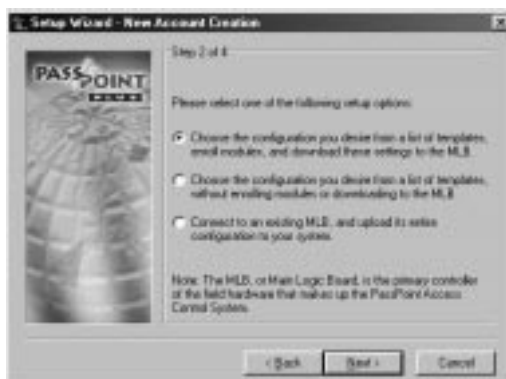 Setup Wizard - New Account Creation
Step 2 of 4
PASSPOINT
PLUS
Please select one of the following setup options:
Choose the configuration you desire from a list of templates,
enroll modules, and download these settings to the MLB.
Choose the configuration you desire from a list of templates,
without enrolling modules or downloading to the MLB.
Connect to an existing MLB, and upload its entire
configuration to your system.
Note: The MLB, or Main Logic Board, is the primary controller
of the field hardware that makes up the PassPoint Access
Control System.
< Back
Next >
Cancel